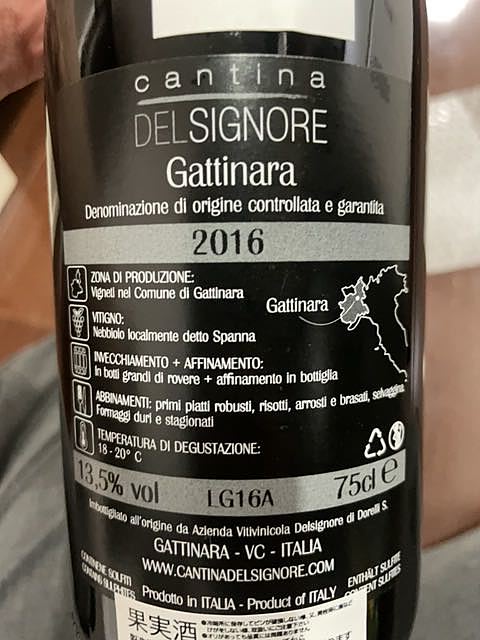 cantina
DELSIGNORE
Gattinara
Denominazione di origine controllata e garantita
2016
ZONA DI PRODUZIONE:
Vigneti nel Comune di Gattinara
Gattinara
VITIGNO:
Nebbiolo localmente detto Spanna
INVECCHIAMENTO + AFFINAMENTO:
In botti grandi di rovere + affinamento in bottiglia
ABBINAMENTI: primi piatti robusti, risotti, arrosti e brasati, selvaggina.
Formaggi duri e stagionati
TEMPERATURA DI DEGUSTAZIONE:
18 - 20° C
13,5% vol
LG16A
75cl e
Imbottigliato all'origine da Azienda Vitivinicola Delsignore di Dorelli S.
GATTINARA - VC - ITALIA
WWW.CANTINADELSIGNORE.COM
CONTIENE SOLFITI
CONTAINS SULPHITES
ENTHÄLT SULFITE
CONTENT SULFITES
Prodotto in ITALIA - Product of ITALY
果実酒